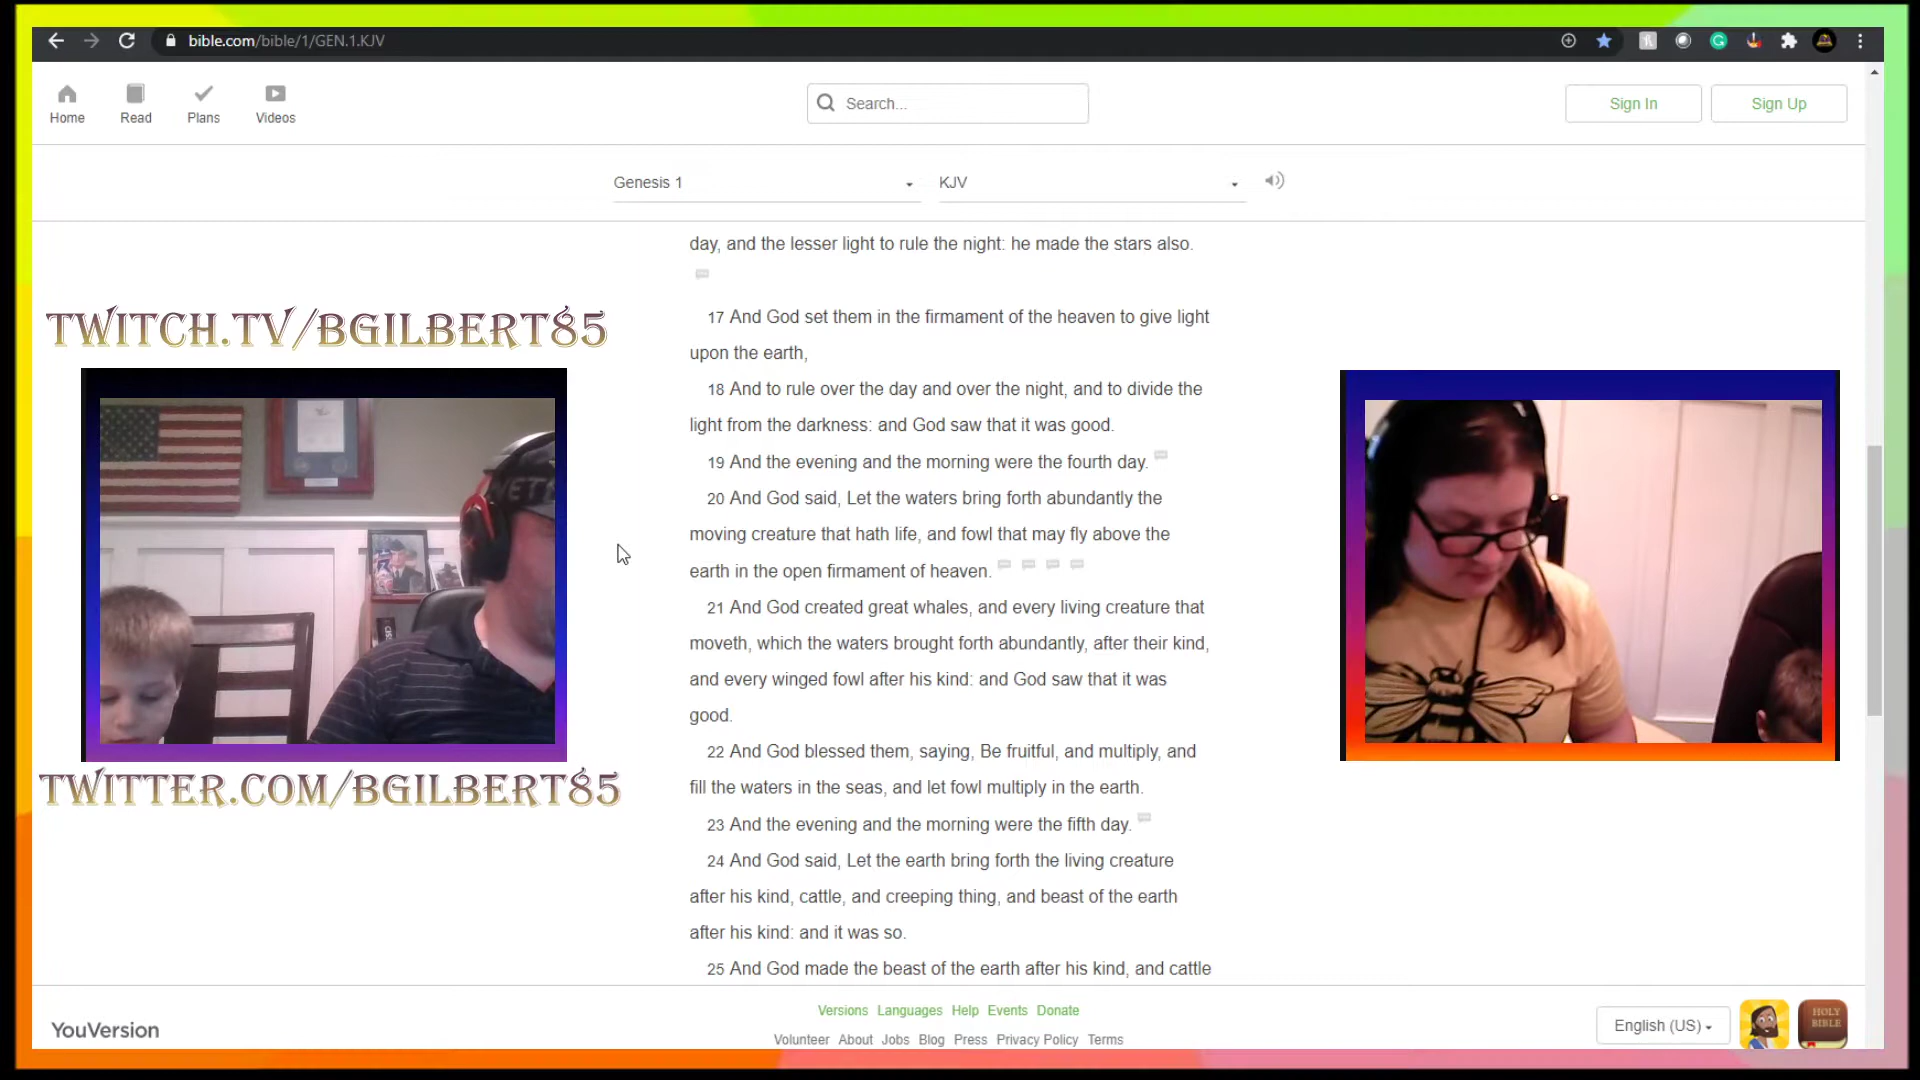 bible.com/bible/1/GEN.1.KJV
Home
Read
Plans
Videos
Search...
Sign In
Sign Up
Genesis 1
KJV
day, and the lesser light to rule the night: he made the stars also.
17 And God set them in the firmament of the heaven to give light
upon the earth,
18 And to rule over the day and over the night, and to divide the
light from the darkness: and God saw that it was good.
19 And the evening and the morning were the fourth day.
20 And God said, Let the waters bring forth abundantly the
moving creature that hath life, and fowl that may fly above the
earth in the open firmament of heaven.
21 And God created great whales, and every living creature that
moveth, which the waters brought forth abundantly, after their kind,
and every winged fowl after his kind: and God saw that it was
good.
22 And God blessed them, saying, Be fruitful, and multiply, and
fill the waters in the seas, and let fowl multiply in the earth.
23 And the evening and the morning were the fifth day.
24 And God said, Let the earth bring forth the living creature
after his kind, cattle, and creeping thing, and beast of the earth
after his kind: and it was so.
25 And God made the beast of the earth after his kind, and cattle
TWITCH.TV/BGILBERT85
TWITTER.COM/BGILBERT85
YouVersion
Versions Languages Help Events Donate
Volunteer About Jobs Blog Press Privacy Policy Terms
English (US)
HOLY
BIBLE